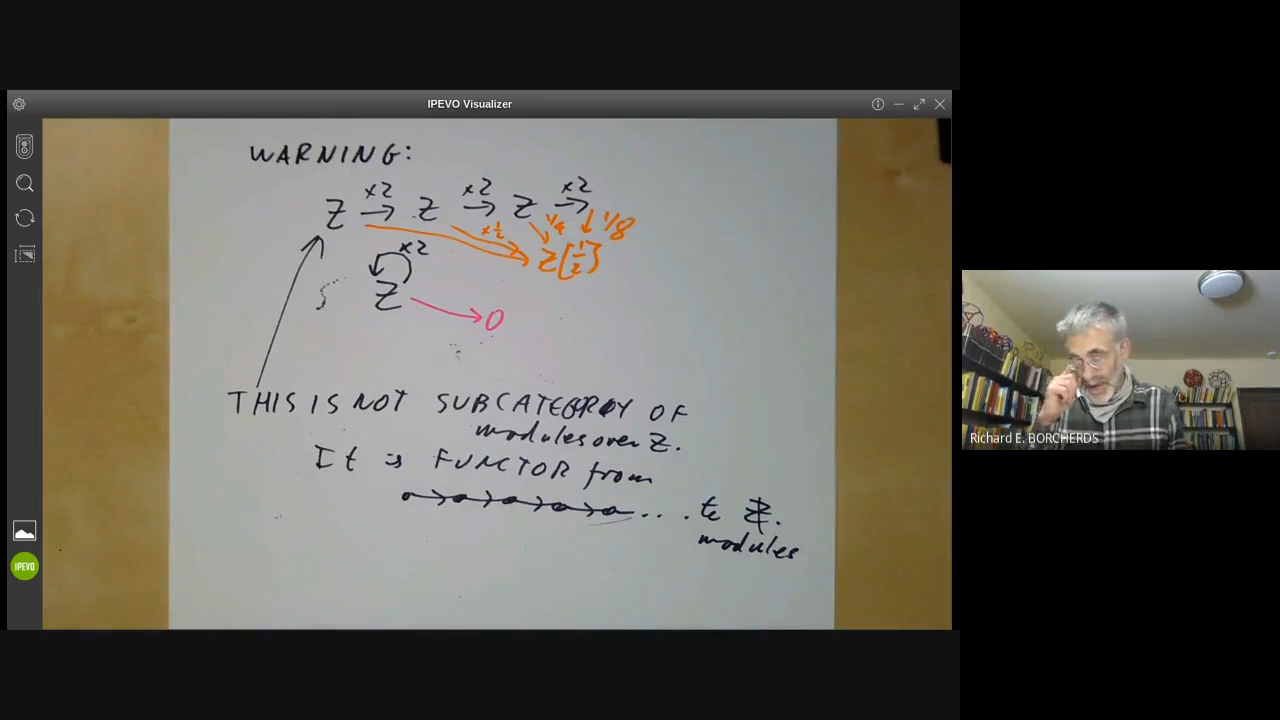 IPEVO Visualizer
WARNING:
×2 ×2 ×2
Z → Z → Z →
×1/2 1/4 1/8
Z[1/2]
×2
Z → 0
THIS IS NOT SUBCATEGORY OF
modules over Z.
It is FUNCTOR from
... to Z.
modules
Richard E. BORCHERDS
IPEVO